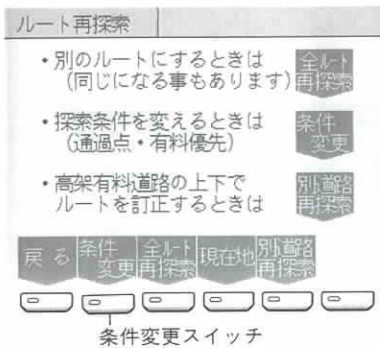 ルート再探索
・別のルートにするときは
(同じになる事もあります)
全ルート
再探索
・探索条件を変えるときは
(通過点・有料優先)
条件
変更
・高架有料道路の上下で
ルートを訂正するときは
別道路
再探索
戻る
条件
変更
全ルート
再探索
現在地
別道路
再探索
条件変更スイッチ